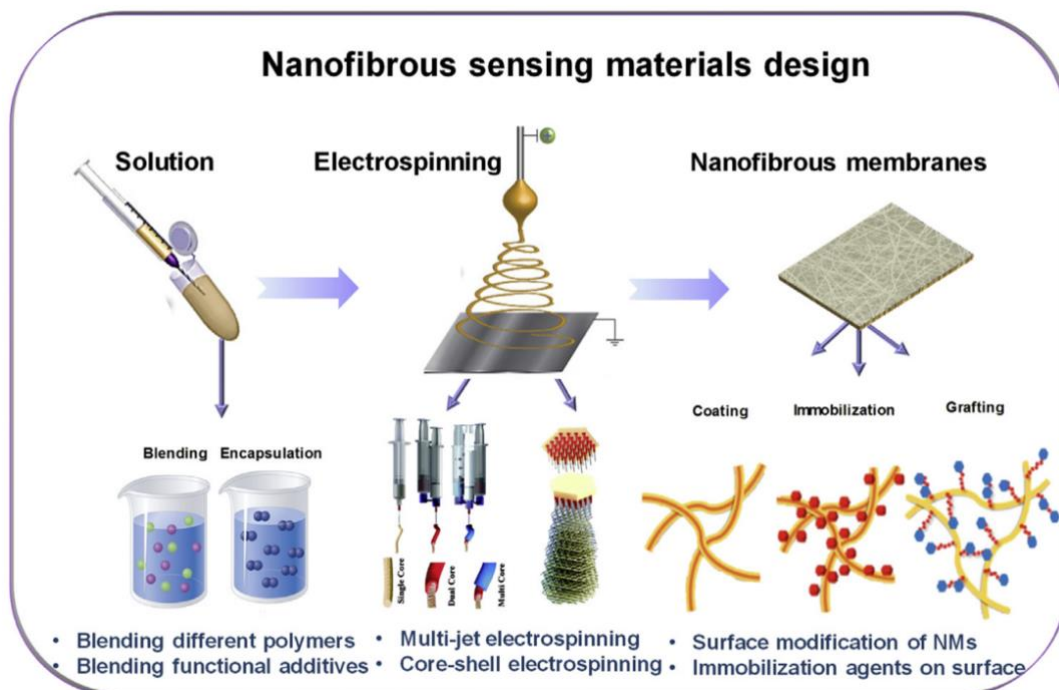 Nanofibrous sensing materials design
Solution
Electrospinning
Nanofibrous membranes
Blending
Encapsulation
Single Core
Dual Core
Multi Core
Coating
Immobilization
Grafting
• Blending different polymers
• Blending functional additives
• Multi-jet electrospinning
• Core-shell electrospinning
• Surface modification of NMs
• Immobilization agents on surface